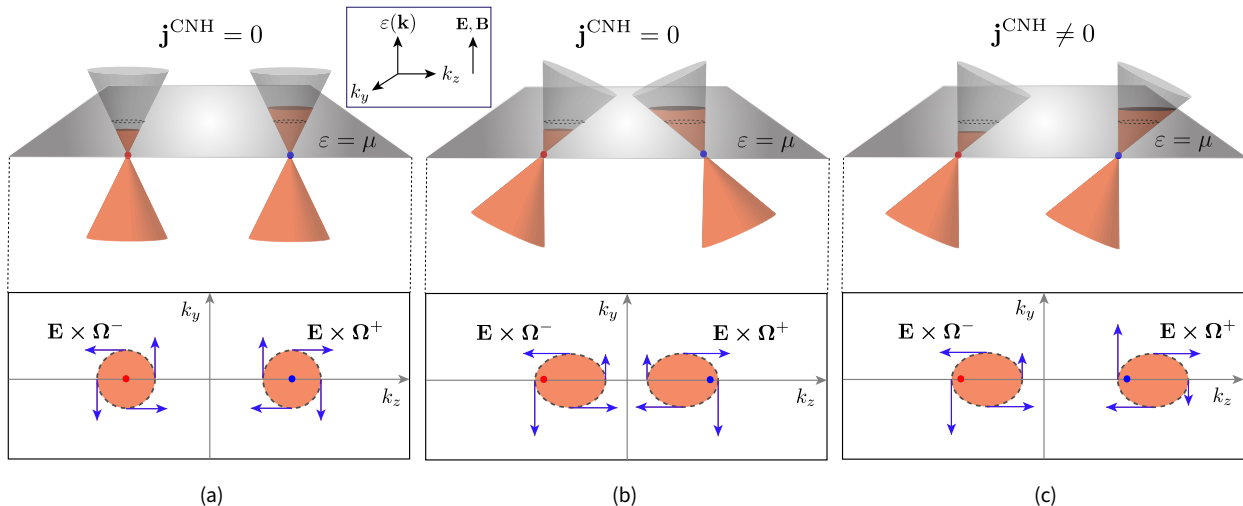 j^CNH = 0
ε(k)
E, B
k_z
k_y
j^CNH = 0
j^CNH ≠ 0
ε = μ
ε = μ
ε = μ
k_y
E × Ω^−
E × Ω^+
k_z
k_y
E × Ω^−
E × Ω^+
k_z
k_y
E × Ω^−
E × Ω^+
k_z
(a)
(b)
(c)